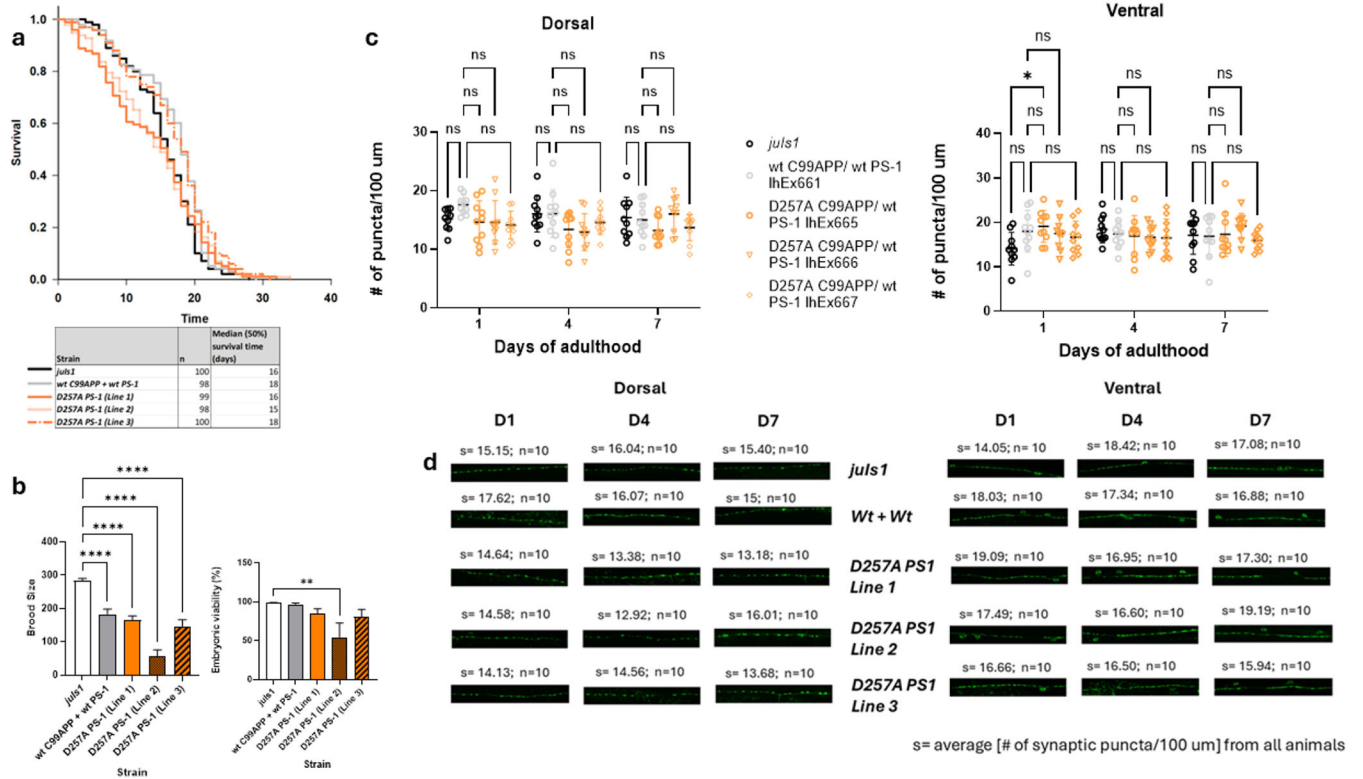 a
1.0
0.8
0.6
0.4
0.2
0.0
Survival
0
10
20
30
40
Time
Strain
n
Median (50%)
survival time
(days)
juIs1
100
16
wt C99APP + wt PS-1
98
18
D257A PS-1 (Line 1)
99
16
D257A PS-1 (Line 2)
98
15
D257A PS-1 (Line 3)
100
18
b
****
****
****
****
400
300
200
100
0
Brood Size
juIs1
wt C99APP + wt PS-1
D257A PS-1 (Line 1)
D257A PS-1 (Line 2)
D257A PS-1 (Line 3)
Strain
**
150
100
50
0
Embryonic viability (%)
juIs1
wt C99APP + wt PS-1
D257A PS-1 (Line 1)
D257A PS-1 (Line 2)
D257A PS-1 (Line 3)
Strain
c
Dorsal
ns
ns
ns
ns
ns
ns
ns
ns
ns
ns
ns
ns
30
20
10
0
# of puncta/100 um
1
4
7
Days of adulthood
juIs1
wt C99APP/ wt PS-1
lhEx661
D257A C99APP/ wt
PS-1 lhEx665
D257A C99APP/ wt
PS-1 lhEx666
D257A C99APP/ wt
PS-1 lhEx667
Ventral
ns
*
ns
ns
ns
ns
ns
ns
ns
ns
ns
ns
ns
ns
40
30
20
10
0
# of puncta/100 um
1
4
7
Days of adulthood
d
Dorsal
Ventral
D1
D4
D7
D1
D4
D7
s= 15.15; n=10
s= 16.04; n=10
s= 15.40; n=10
juIs1
s= 14.05; n= 10
s= 18.42; n=10
s= 17.08; n=10
s= 17.62; n=10
s= 16.07; n=10
s= 15; n=10
Wt + Wt
s= 18.03; n=10
s= 17.34; n=10
s= 16.88; n=10
s= 14.64; n=10
s= 13.38; n=10
s= 13.18; n=10
D257A PS1
Line 1
s= 19.09; n=10
s= 16.95; n=10
s= 17.30; n=10
s= 14.58; n=10
s= 12.92; n=10
s= 16.01; n=10
D257A PS1
Line 2
s= 17.49; n=10
s= 16.60; n=10
s= 19.19; n=10
s= 14.13; n=10
s= 14.56; n=10
s= 13.68; n=10
D257A PS1
Line 3
s= 16.66; n=10
s= 16.50; n=10
s= 15.94; n=10
s= average [# of synaptic puncta/100 um] from all animals